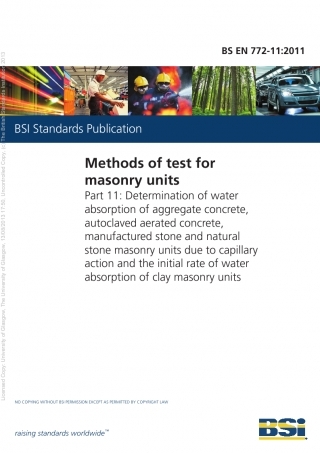 BS EN 772-11:2011
BSI Standards Publication
Methods of test for
masonry units
Part 11: Determination of water
absorption of aggregate concrete,
autoclaved aerated concrete,
manufactured stone and natural
stone masonry units due to capillary
action and the initial rate of water
absorption of clay masonry units
NO COPYING WITHOUT BSI PERMISSION EXCEPT AS PERMITTED BY COPYRIGHT LAW
raising standards worldwide™
BSi